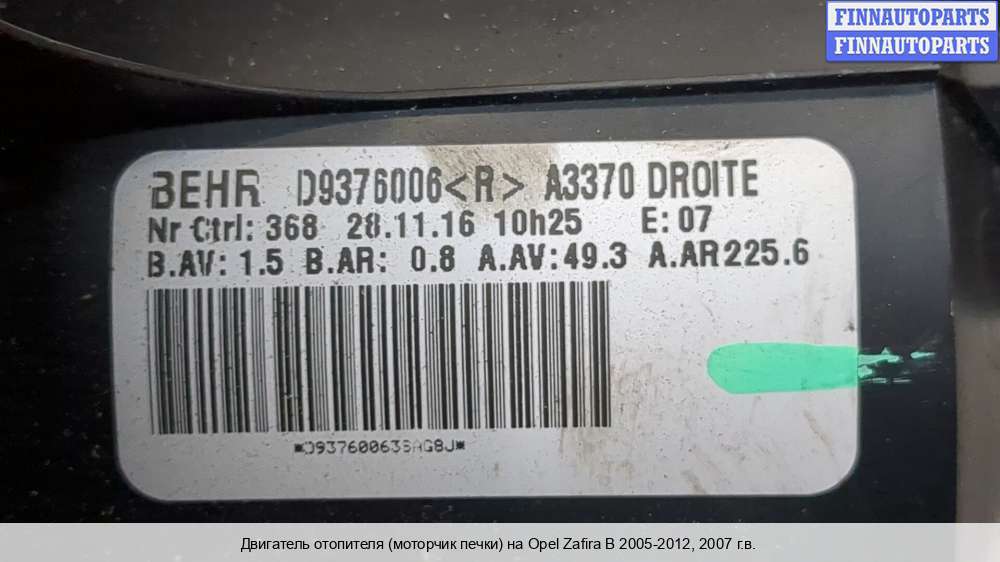 FINNAUTOPARTS
FINNAUTOPARTS
BEHR D9376006<R> A3370 DROITE
Nr Ctrl: 368 28.11.16 10h25 E: 07
B.AV: 1.5 B.AR: 0.8 A.AV:49.3 A.AR225.6
Двигатель отопителя (моторчик печки) на Opel Zafira B 2005-2012, 2007 г.в.